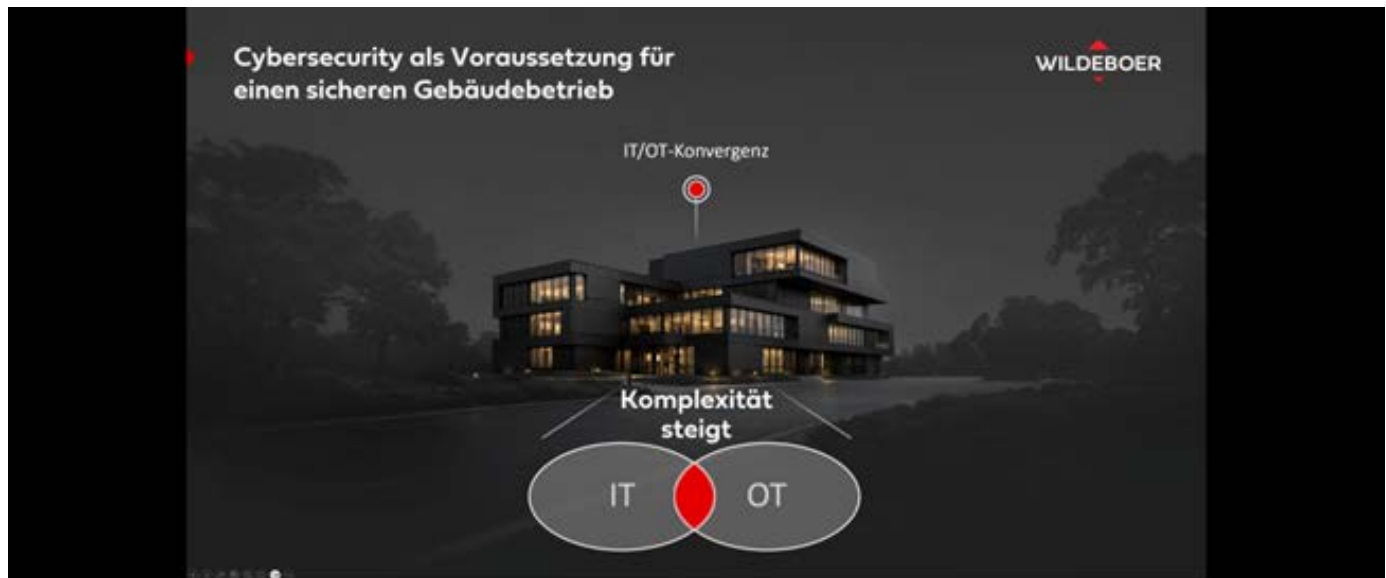 Cybersecurity als Voraussetzung für
einen sicheren Gebäudebetrieb
WILDEBOER
IT/OT-Konvergenz
Komplexität
steigt
IT
OT